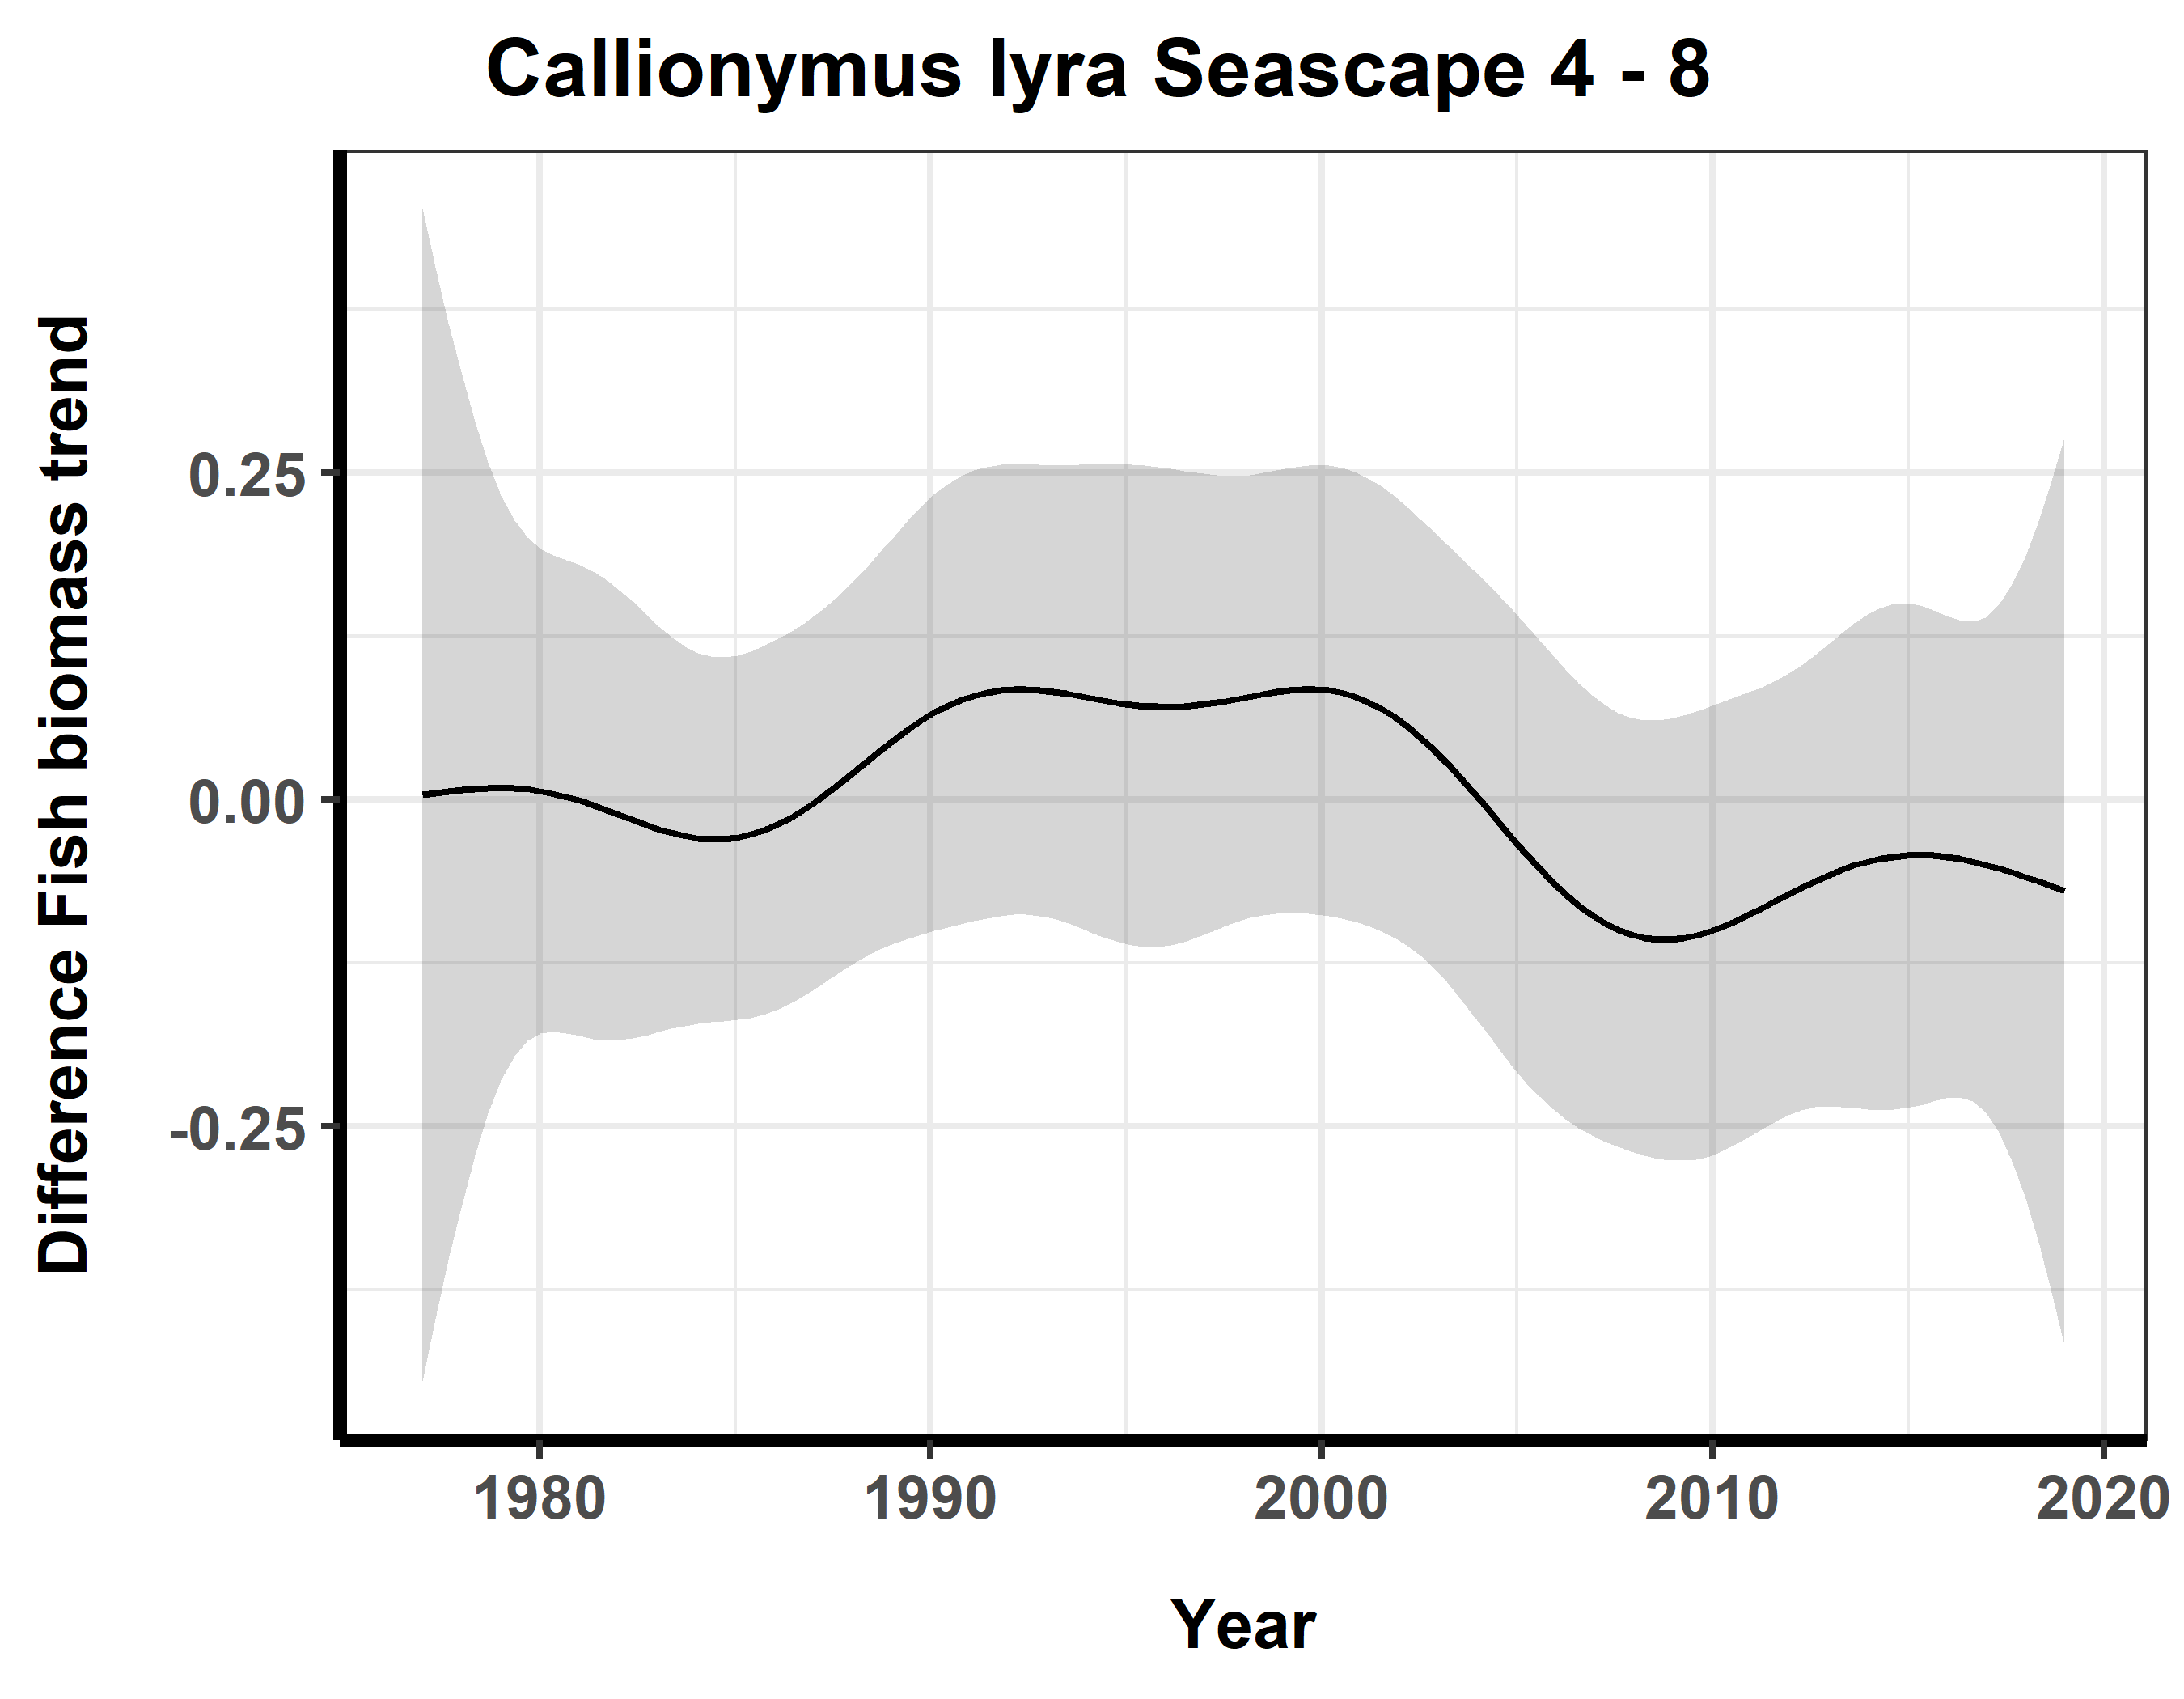 Callionymus lyra Seascape 4 - 8
Difference Fish biomass trend
0.25
0.00
-0.25
1980 1990 2000 2010 2020
Year